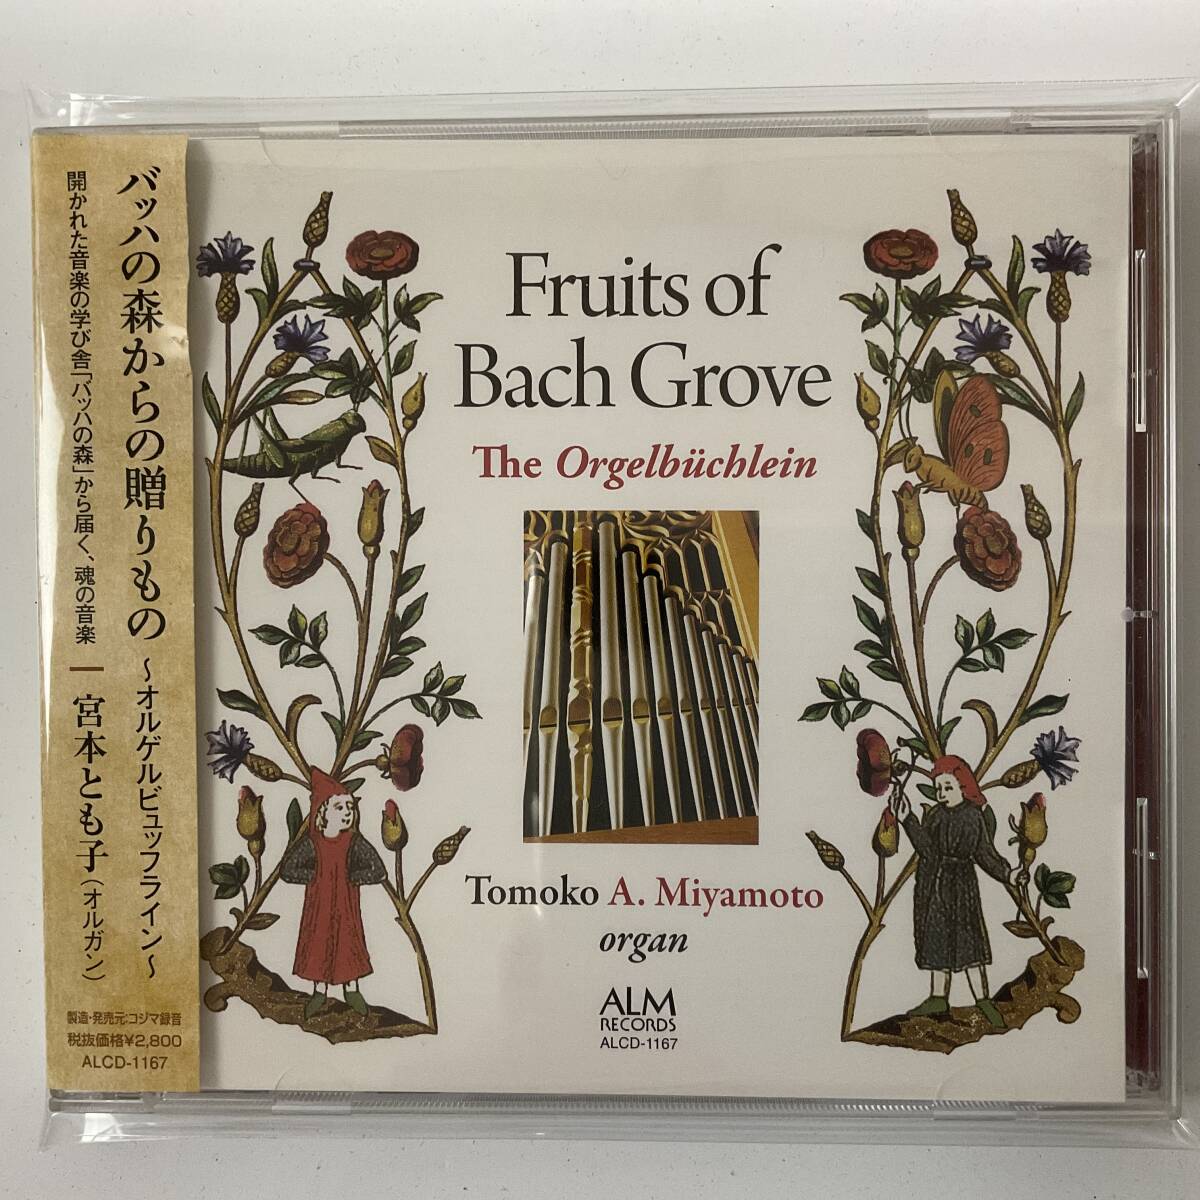 バッハの森からの贈りもの 〜オルゲルビュッフライン〜
開かれた音楽の学び舎「バッハの森」から届く、魂の音楽 ― 宮本とも子(オルガン)
製造・発売元:コジマ録音
税抜価格¥2,800
ALCD-1167
Fruits of
Bach Grove
The Orgelbüchlein
Tomoko A. Miyamoto
organ
ALM
RECORDS
ALCD-1167